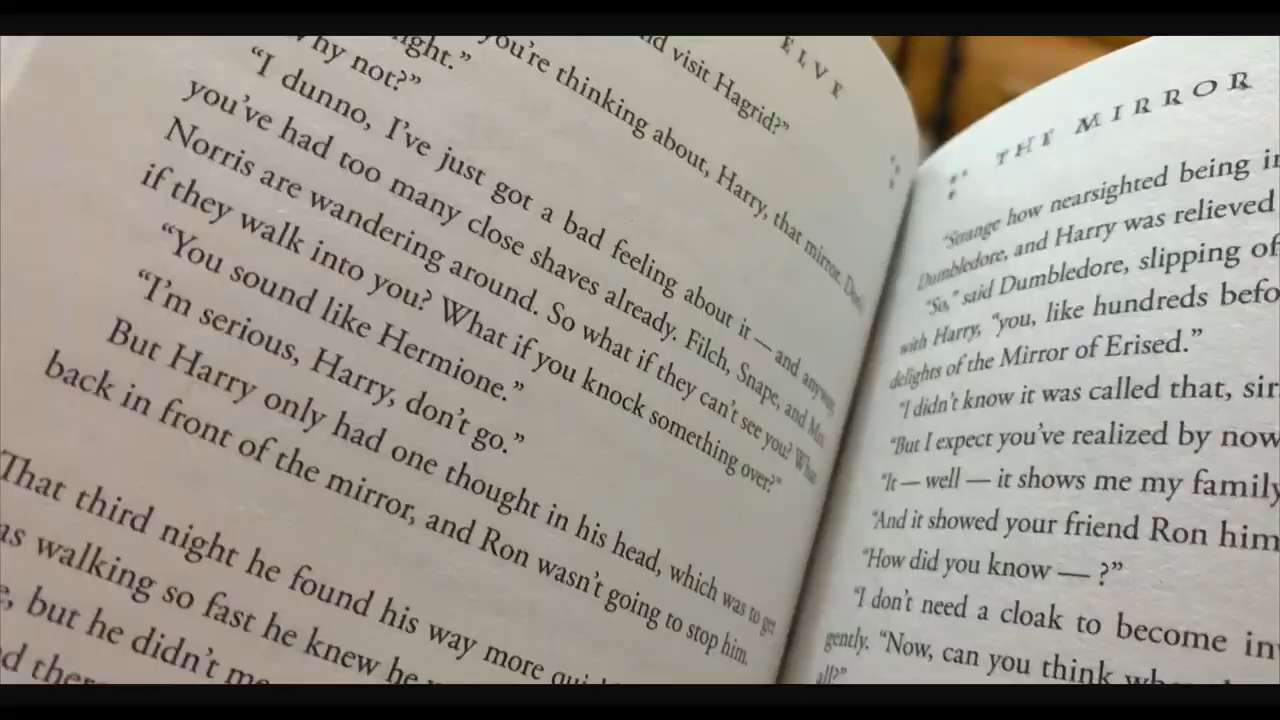 ELVE
nd visit Hagrid?"
you're thinking about, Harry, that mirror.
ight."
hy not?"
"I dunno, I've just got a bad feeling about it — and anyway,
you've had too many close shaves already. Filch, Snape, and Mrs.
Norris are wandering around. So what if they can't see you? What
if they walk into you? What if you knock something over?"
"You sound like Hermione."
"I'm serious, Harry, don't go."
But Harry only had one thought in his head, which was to get
back in front of the mirror, and Ron wasn't going to stop him.
That third night he found his way more
as walking so fast he knew he
, but he didn't
THE MIRROR
"Strange how nearsighted being
Dumbledore, and Harry was relieved
"So," said Dumbledore, slipping of
with Harry, "you, like hundreds befo
delights of the Mirror of Erised."
"I didn't know it was called that, sir
"But I expect you've realized by now
"It — well — it shows me my family
"And it showed your friend Ron him
"How did you know — ?"
"I don't need a cloak to become in
gently. "Now, can you think
all?"